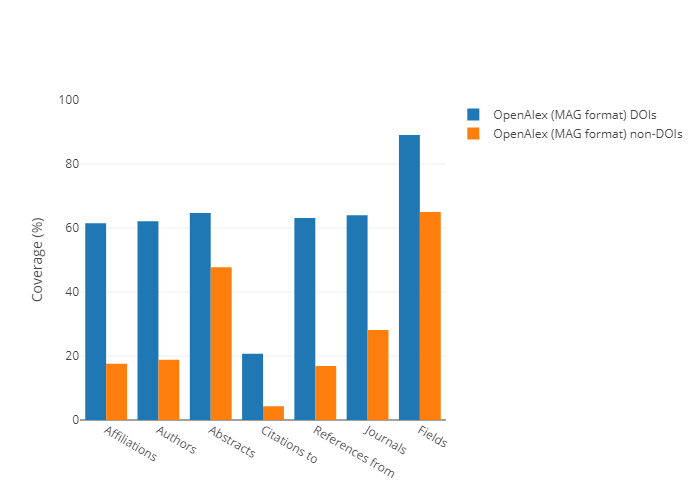 OpenAlex (MAG format) DOIs
OpenAlex (MAG format) non-DOIs
Coverage (%)
100
80
60
40
20
0
Affiliations
Authors
Abstracts
Citations to
References from
Journals
Fields